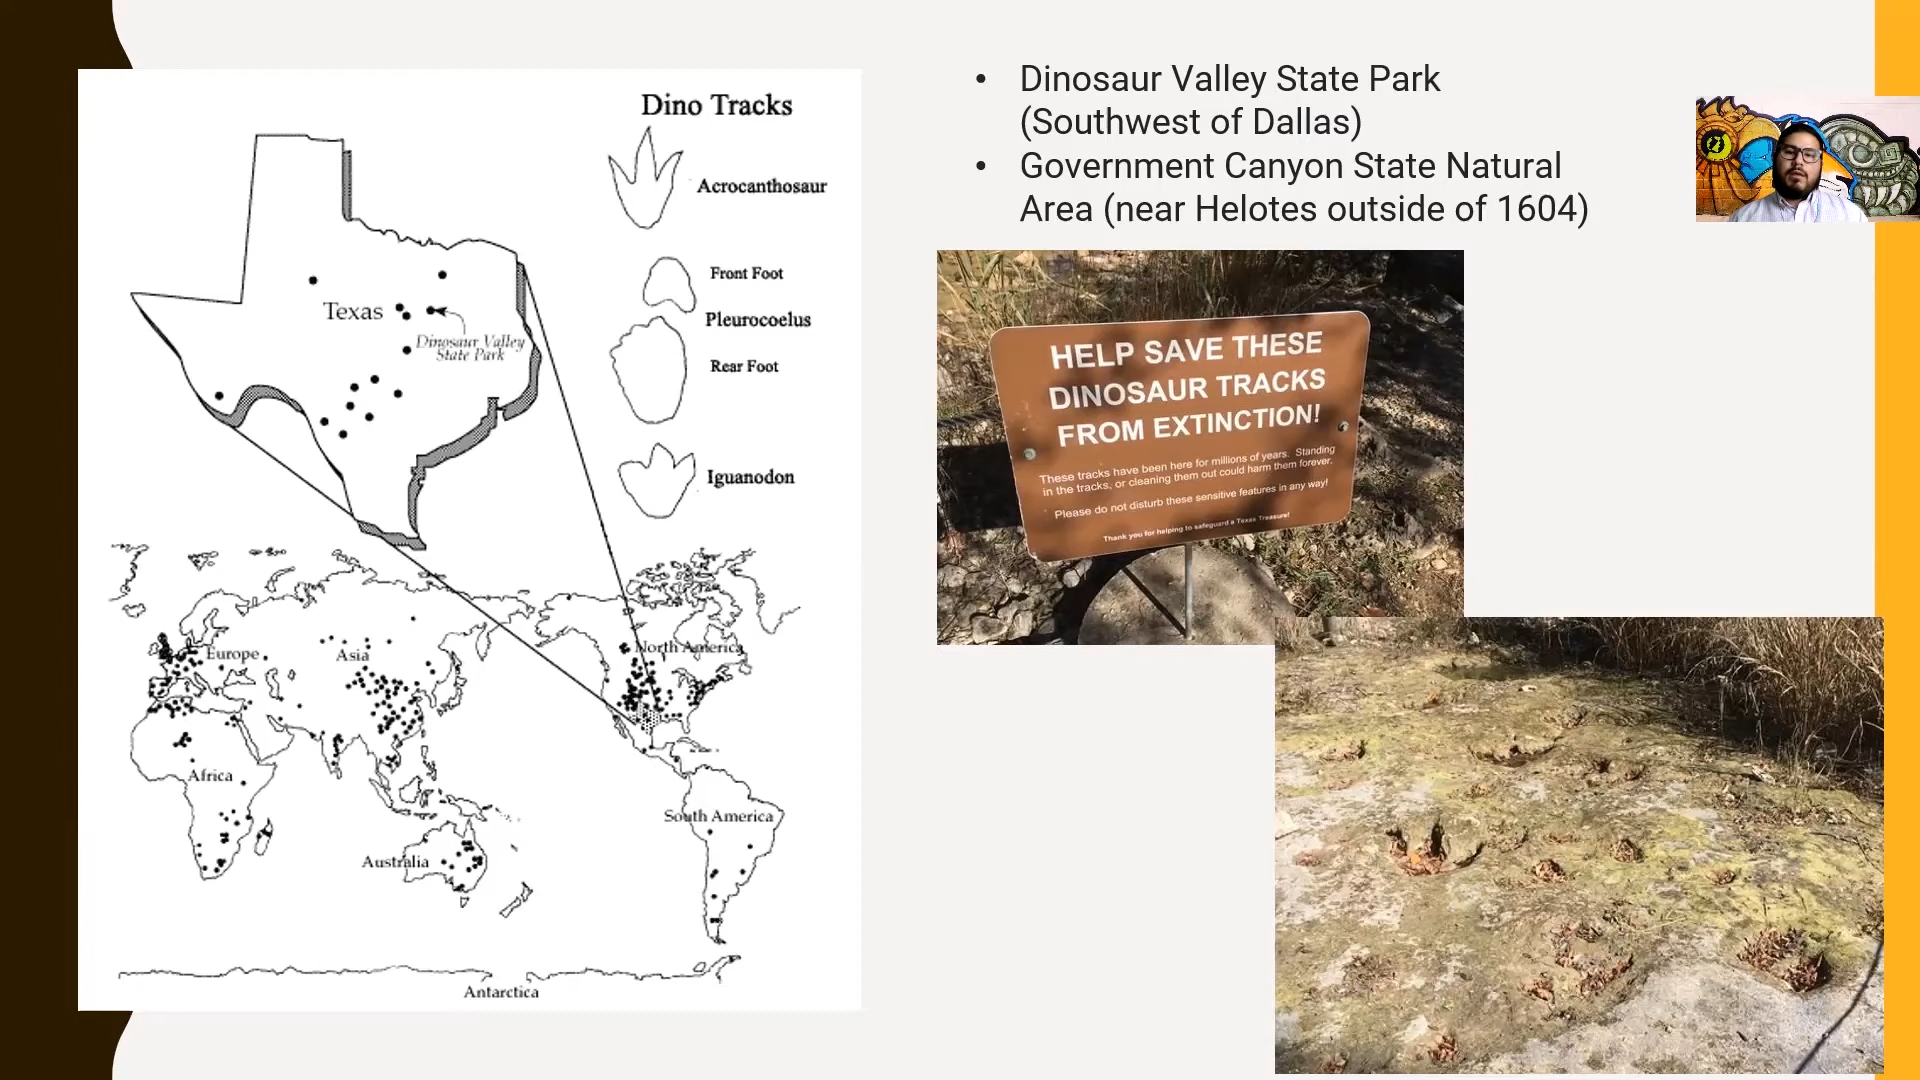 Dino Tracks
Acrocanthosaur
Front Foot
Pleurocoelus
Rear Foot
Iguanodon
Texas
Dinosaur Valley
State Park
Europe
Asia
North America
Africa
South America
Australia
Antarctica
• Dinosaur Valley State Park
(Southwest of Dallas)
• Government Canyon State Natural
Area (near Helotes outside of 1604)
HELP SAVE THESE
DINOSAUR TRACKS
FROM EXTINCTION!
These tracks have been here for millions of years. Standing
in the tracks, or cleaning them out could harm them forever.
Please do not disturb these sensitive features in any way!
Thank you for helping to safeguard a Texas Treasure!